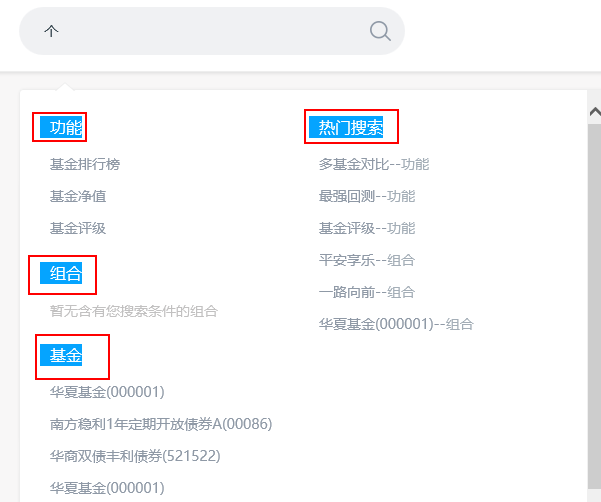 个
功能
基金排行榜
基金净值
基金评级
组合
暂无含有您搜索条件的组合
基金
华夏基金(000001)
南方稳利1年定期开放债券A(00086)
华商双债丰利债券(521522)
华夏基金(000001)
热门搜索
多基金对比--功能
最强回测--功能
基金评级--功能
平安享乐--组合
一路向前--组合
华夏基金(000001)--组合